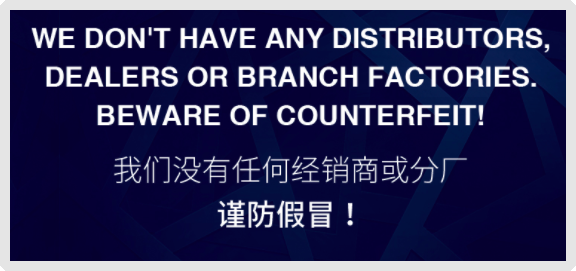 WE DON'T HAVE ANY DISTRIBUTORS,
DEALERS OR BRANCH FACTORIES.
BEWARE OF COUNTERFEIT!
我们没有任何经销商或分厂
谨防假冒！